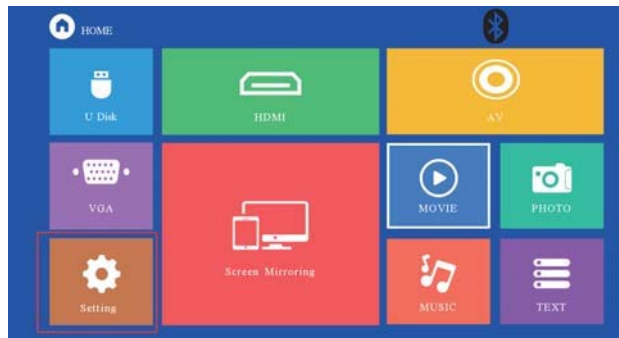 HOME
U Disk
HDMI
AV
VGA
Screen Mirroring
MOVIE
PHOTO
Setting
MUSIC
TEXT